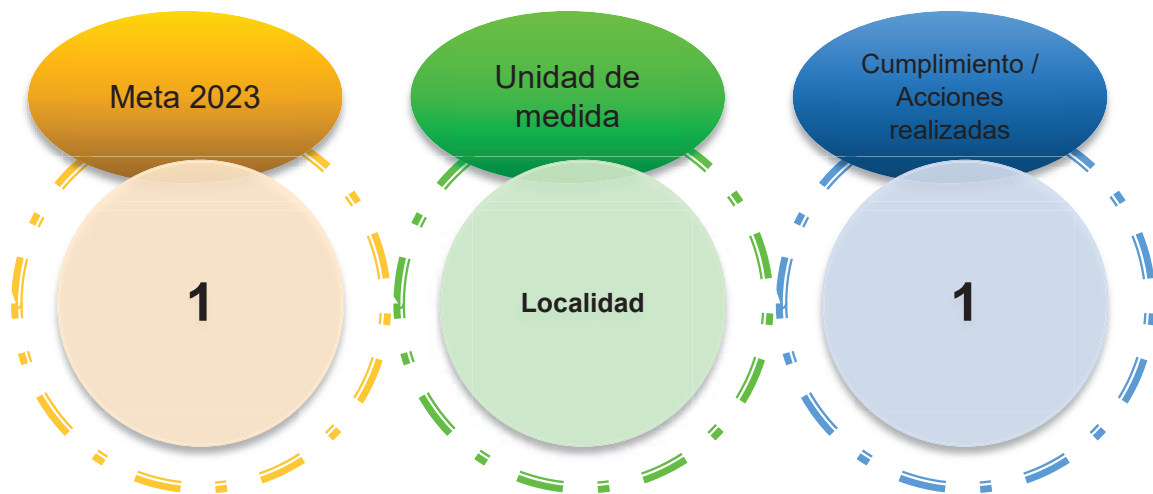 Meta 2023
1
Unidad de
medida
Localidad
Cumplimiento /
Acciones
realizadas
1